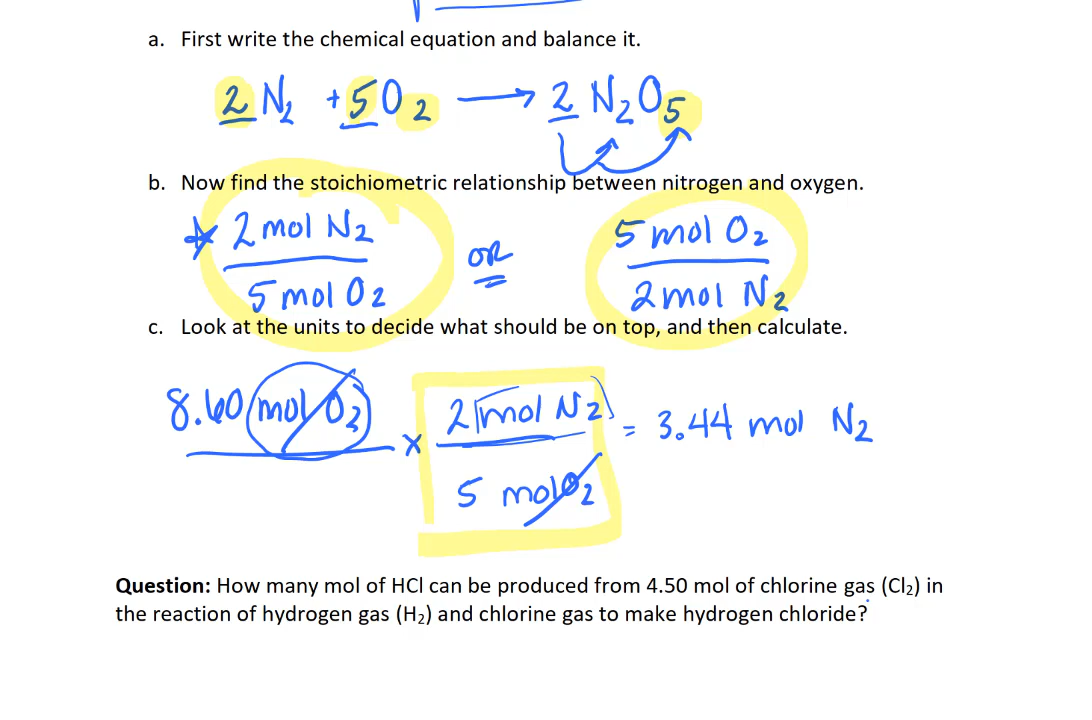 a. First write the chemical equation and balance it.
2 N₂ + 5 O₂ → 2 N₂O₅
b. Now find the stoichiometric relationship between nitrogen and oxygen.
2 mol N₂ OR 5 mol O₂
5 mol O₂ 2 mol N₂
c. Look at the units to decide what should be on top, and then calculate.
8.60 mol O₂ × 2 mol N₂ = 3.44 mol N₂
5 mol O₂
Question: How many mol of HCl can be produced from 4.50 mol of chlorine gas (Cl₂) in
the reaction of hydrogen gas (H₂) and chlorine gas to make hydrogen chloride?